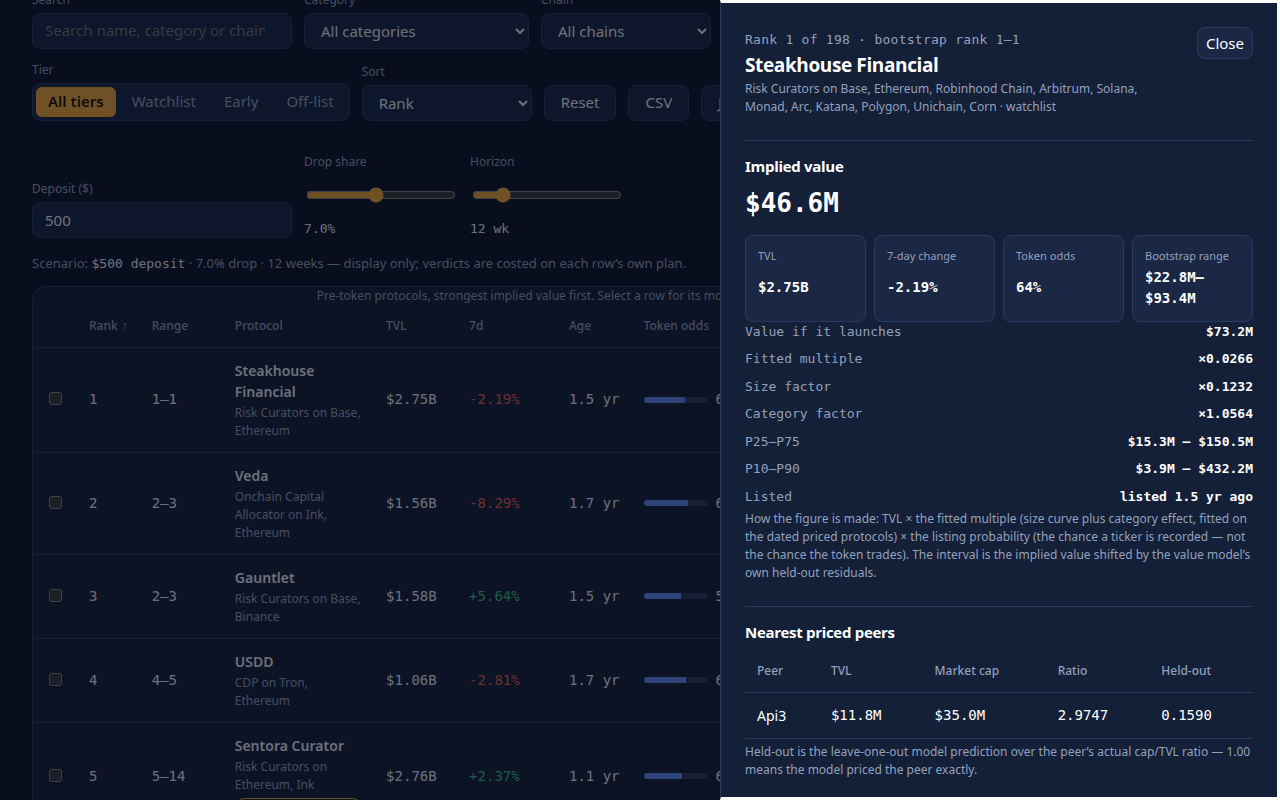 Search
Category
Chain
Search name, category or chain
All categories
All chains
Tier
Sort
All tiers
Watchlist
Early
Off-list
Rank
Reset
CSV
Deposit ($)
Drop share
Horizon
500
7.0%
12 wk
Scenario: $500 deposit · 7.0% drop · 12 weeks — display only; verdicts are costed on each row's own plan.
Pre-token protocols, strongest implied value first. Select a row for its
Rank ↑
Range
Protocol
TVL
7d
Age
Token odds
1
1–1
Steakhouse
Financial
Risk Curators on Base,
Ethereum
$2.75B
-2.19%
1.5 yr
2
2–3
Veda
Onchain Capital
Allocator on Ink,
Ethereum
$1.56B
-8.29%
1.7 yr
3
2–3
Gauntlet
Risk Curators on Base,
Binance
$1.58B
+5.64%
1.5 yr
4
4–5
USDD
CDP on Tron,
Ethereum
$1.06B
-2.81%
1.7 yr
5
5–14
Sentora Curator
Risk Curators on
Ethereum, Ink
$2.76B
+2.37%
1.1 yr
Rank 1 of 198 · bootstrap rank 1–1
Close
Steakhouse Financial
Risk Curators on Base, Ethereum, Robinhood Chain, Arbitrum, Solana,
Monad, Arc, Katana, Polygon, Unichain, Corn · watchlist
Implied value
$46.6M
TVL
$2.75B
7-day change
-2.19%
Token odds
64%
Bootstrap range
$22.8M–
$93.4M
Value if it launches $73.2M
Fitted multiple ×0.0266
Size factor ×0.1232
Category factor ×1.0564
P25–P75 $15.3M — $150.5M
P10–P90 $3.9M — $432.2M
Listed listed 1.5 yr ago
How the figure is made: TVL × the fitted multiple (size curve plus category effect, fitted on
the dated priced protocols) × the listing probability (the chance a ticker is recorded — not
the chance the token trades). The interval is the implied value shifted by the value model's
own held-out residuals.
Nearest priced peers
Peer TVL Market cap Ratio Held-out
Api3 $11.8M $35.0M 2.9747 0.1590
Held-out is the leave-one-out model prediction over the peer's actual cap/TVL ratio — 1.00
means the model priced the peer exactly.